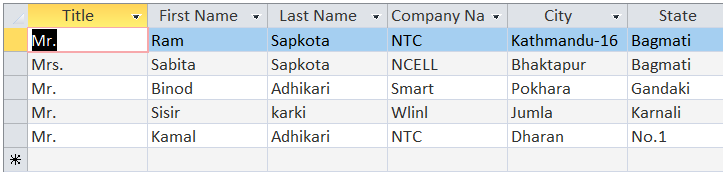 Title First Name Last Name Company Na City State
Mr. Ram Sapkota NTC Kathmandu-16 Bagmati
Mrs. Sabita Sapkota NCELL Bhaktapur Bagmati
Mr. Binod Adhikari Smart Pokhara Gandaki
Mr. Sisir karki Wlinl Jumla Karnali
Mr. Kamal Adhikari NTC Dharan No.1